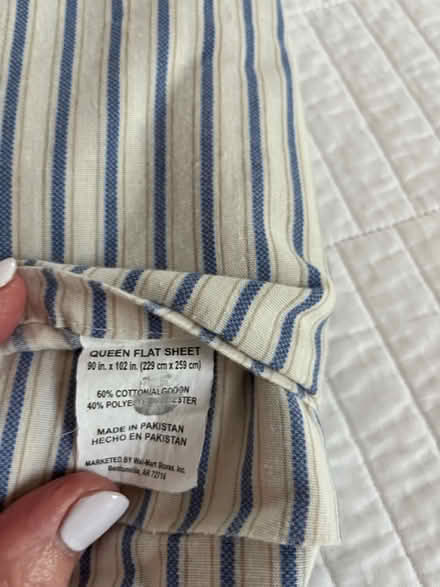 QUEEN FLAT SHEET
90 in. x 102 in. (229 cm x 259 cm)
60% COTTON/ALGODON
40% POLYESTER
MADE IN PAKISTAN
HECHO EN PAKISTAN
MARKETED BY Wal-Mart Stores, Inc.
Bentonville, AR 72716